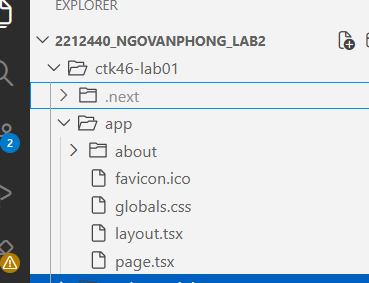 EXPLORER
2212440_NGOVANPHONG_LAB2
ctk46-lab01
.next
app
about
favicon.ico
globals.css
layout.tsx
page.tsx
2